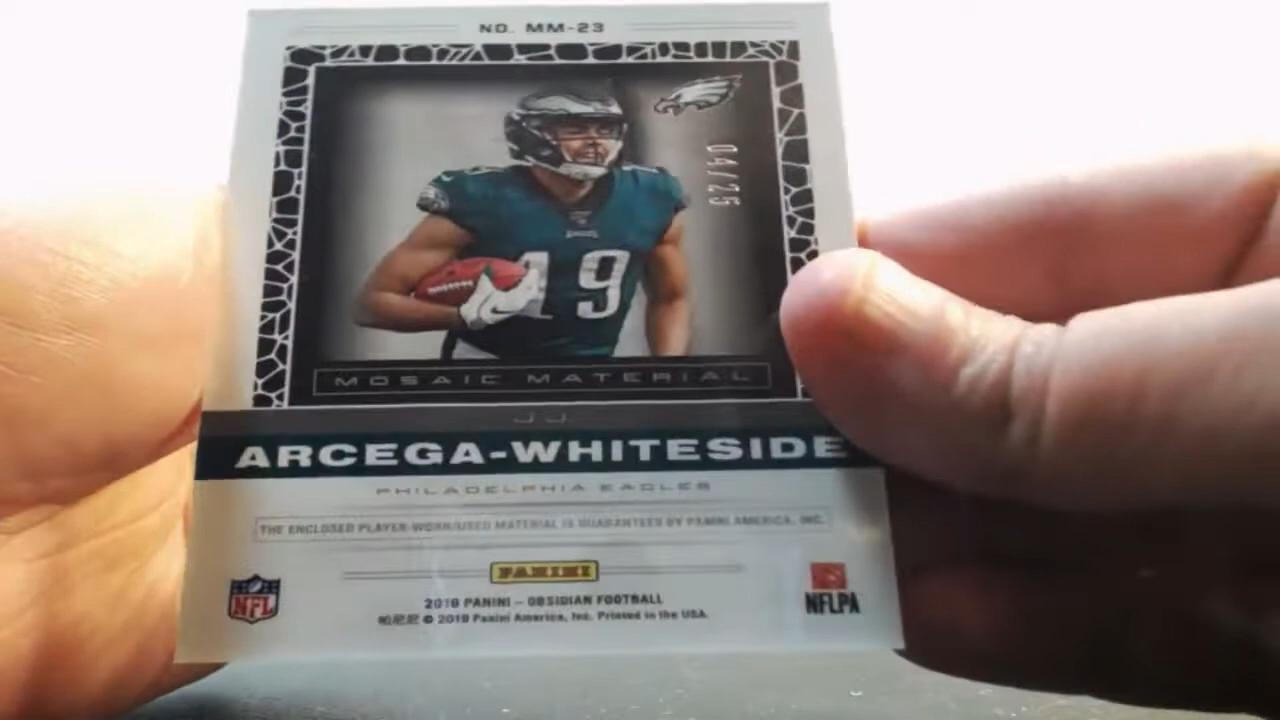 NO. MM-23
04/25
19
MOSAIC MATERIAL
JJ
ARCEGA-WHITESIDE
PHILADELPHIA EAGLES
THE ENCLOSED PLAYER-WORN/USED MATERIAL IS GUARANTEED BY PANINI AMERICA, INC.
PANINI
NFL
NFLPA
2019 PANINI – OBSIDIAN FOOTBALL
© 2019 Panini America, Inc. Printed in the USA.